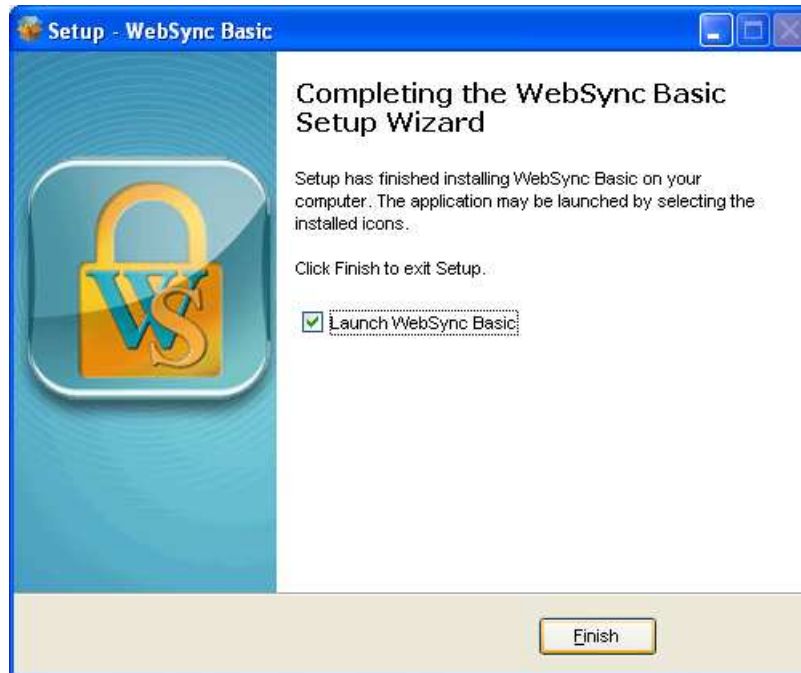 Setup - WebSync Basic
Completing the WebSync Basic
Setup Wizard
Setup has finished installing WebSync Basic on your
computer. The application may be launched by selecting the
installed icons.
Click Finish to exit Setup.
WS
Launch WebSync Basic
Finish